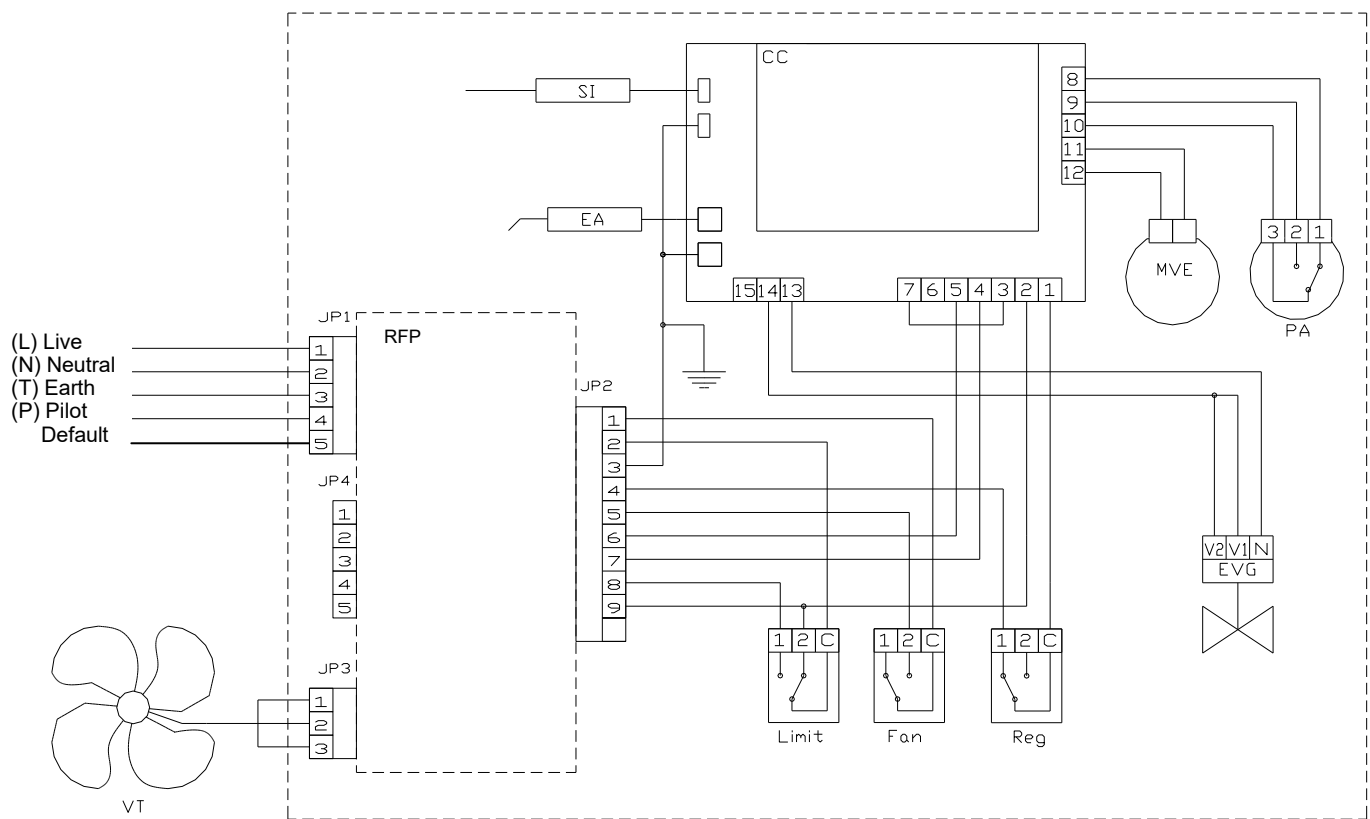 CC
SI
EA
8
9
10
11
12
15 14 13
7 6 5 4 3 2 1
MVE
3 2 1
PA
JP1
RFP
(L) Live
(N) Neutral
(T) Earth
(P) Pilot
Default
1
2
3
4
5
JP2
1
2
3
4
5
6
7
8
9
JP4
1
2
3
4
5
V2 V1 N
EVG
JP3
1
2
3
VT
1 2 C
Limit
1 2 C
Fan
1 2 C
Reg